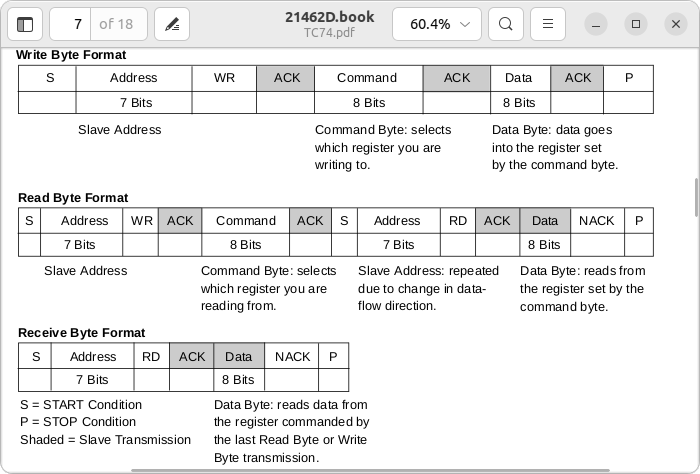 7 of 18
21462D.book
TC74.pdf
60.4%
Write Byte Format
S Address WR ACK Command ACK Data ACK P
7 Bits 8 Bits 8 Bits
Slave Address
Command Byte: selects
which register you are
writing to.
Data Byte: data goes
into the register set
by the command byte.
Read Byte Format
S Address WR ACK Command ACK S Address RD ACK Data NACK P
7 Bits 8 Bits 7 Bits 8 Bits
Slave Address
Command Byte: selects
which register you are
reading from.
Slave Address: repeated
due to change in data-
flow direction.
Data Byte: reads from
the register set by the
command byte.
Receive Byte Format
S Address RD ACK Data NACK P
7 Bits 8 Bits
S = START Condition
P = STOP Condition
Shaded = Slave Transmission
Data Byte: reads data from
the register commanded by
the last Read Byte or Write
Byte transmission.